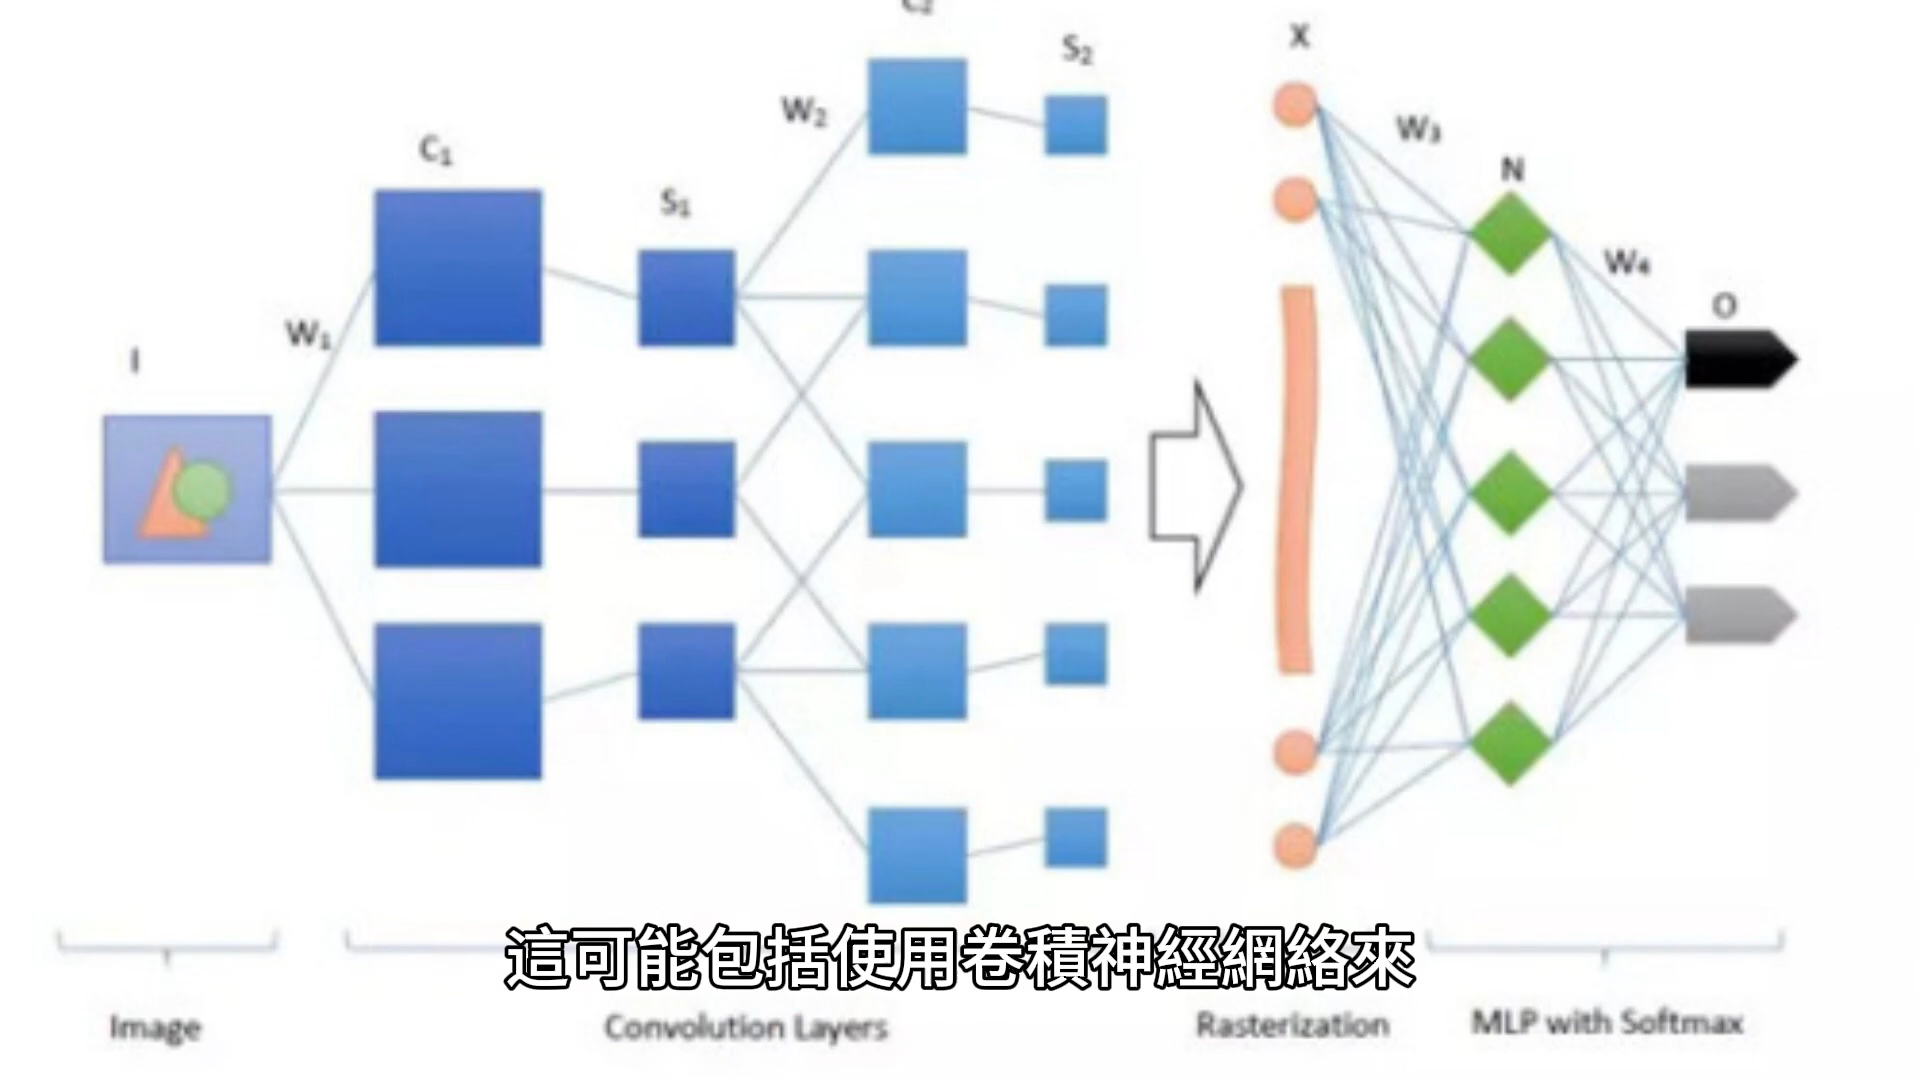 C₂
S₂
X
W₂
W₃
C₁
N
S₁
W₄
O
W₁
I
這可能包括使用卷積神經網絡來
Image
Convolution Layers
Rasterization
MLP with Softmax